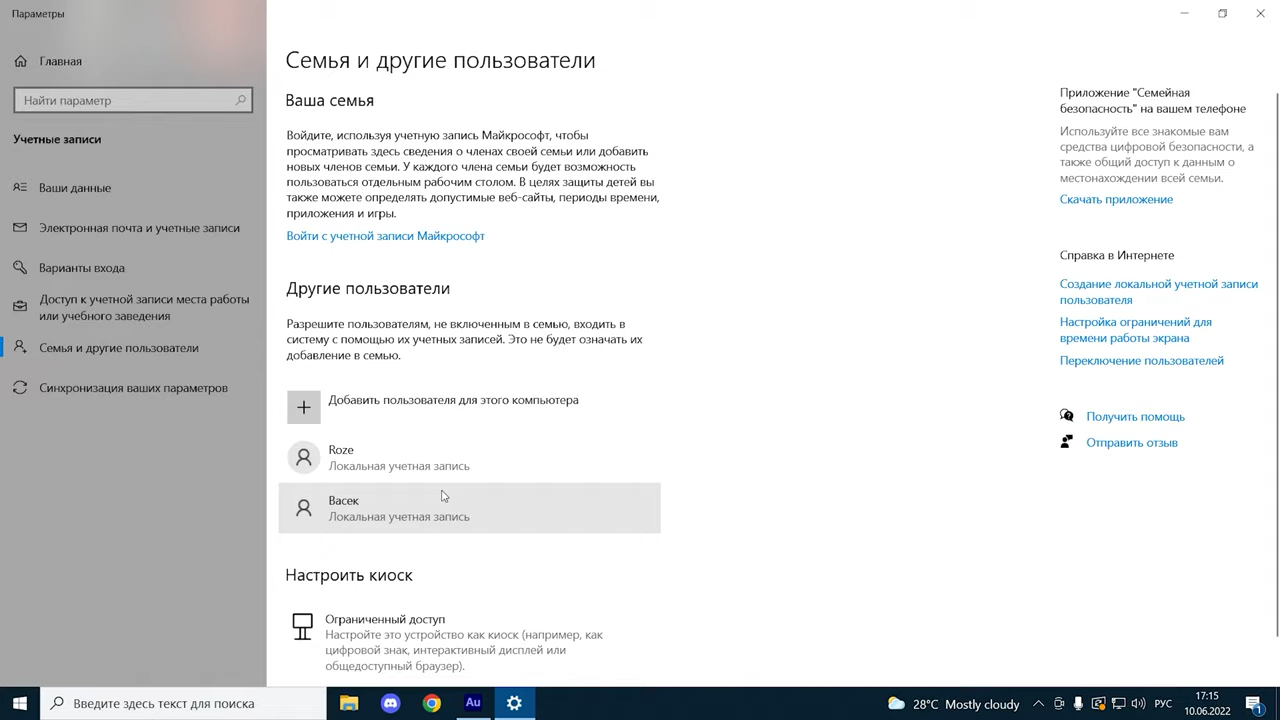 Параметры
Главная
Найти параметр
Учетные записи
Ваши данные
Электронная почта и учетные записи
Варианты входа
Доступ к учетной записи места работы
или учебного заведения
Семья и другие пользователи
Синхронизация ваших параметров
Семья и другие пользователи
Ваша семья
Войдите, используя учетную запись Майкрософт, чтобы
просматривать здесь сведения о членах своей семьи или добавить
новых членов семьи. У каждого члена семьи будет возможность
пользоваться отдельным рабочим столом. В целях защиты детей вы
также можете определять допустимые веб-сайты, периоды времени,
приложения и игры.
Войти с учетной записи Майкрософт
Другие пользователи
Разрешите пользователям, не включенным в семью, входить в
систему с помощью их учетных записей. Это не будет означать их
добавление в семью.
Добавить пользователя для этого компьютера
Roze
Локальная учетная запись
Васек
Локальная учетная запись
Настроить киоск
Ограниченный доступ
Настройте это устройство как киоск (например, как
цифровой знак, интерактивный дисплей или
общедоступный браузер).
Приложение "Семейная
безопасность" на вашем телефоне
Используйте все знакомые вам
средства цифровой безопасности, а
также общий доступ к данным о
местонахождении всей семьи.
Скачать приложение
Справка в Интернете
Создание локальной учетной записи
пользователя
Настройка ограничений для
времени работы экрана
Переключение пользователей
Получить помощь
Отправить отзыв
Введите здесь текст для поиска
Au
28°C Mostly cloudy
РУС
17:15
10.06.2022
1